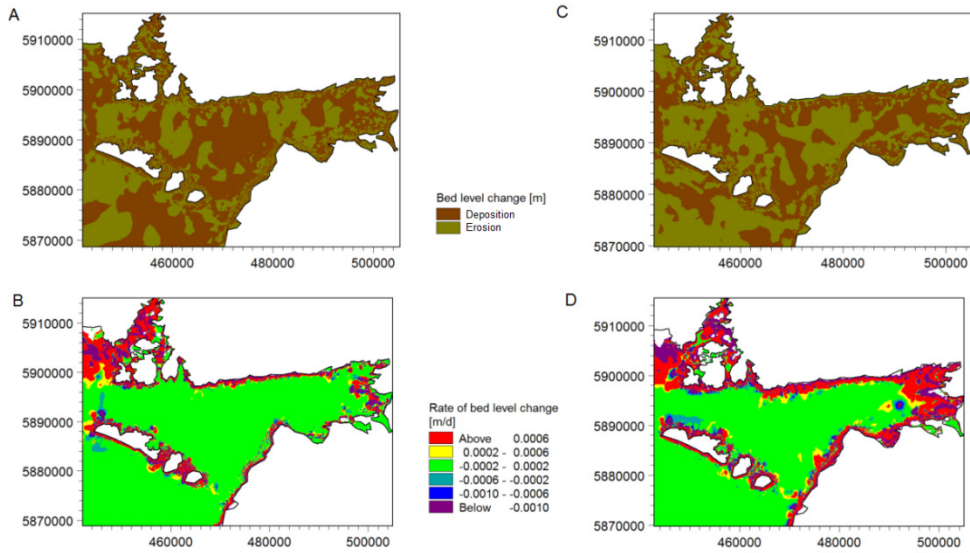 A
C
5910000
5900000
5890000
5880000
5870000
460000 480000 500000
5910000
5900000
5890000
5880000
5870000
460000 480000 500000
Bed level change [m]
Deposition
Erosion
B
D
5910000
5900000
5890000
5880000
5870000
460000 480000 500000
5910000
5900000
5890000
5880000
5870000
460000 480000 500000
Rate of bed level change
[m/d]
Above 0.0006
0.0002 - 0.0006
-0.0002 - 0.0002
-0.0006 - -0.0002
-0.0010 - -0.0006
Below -0.0010